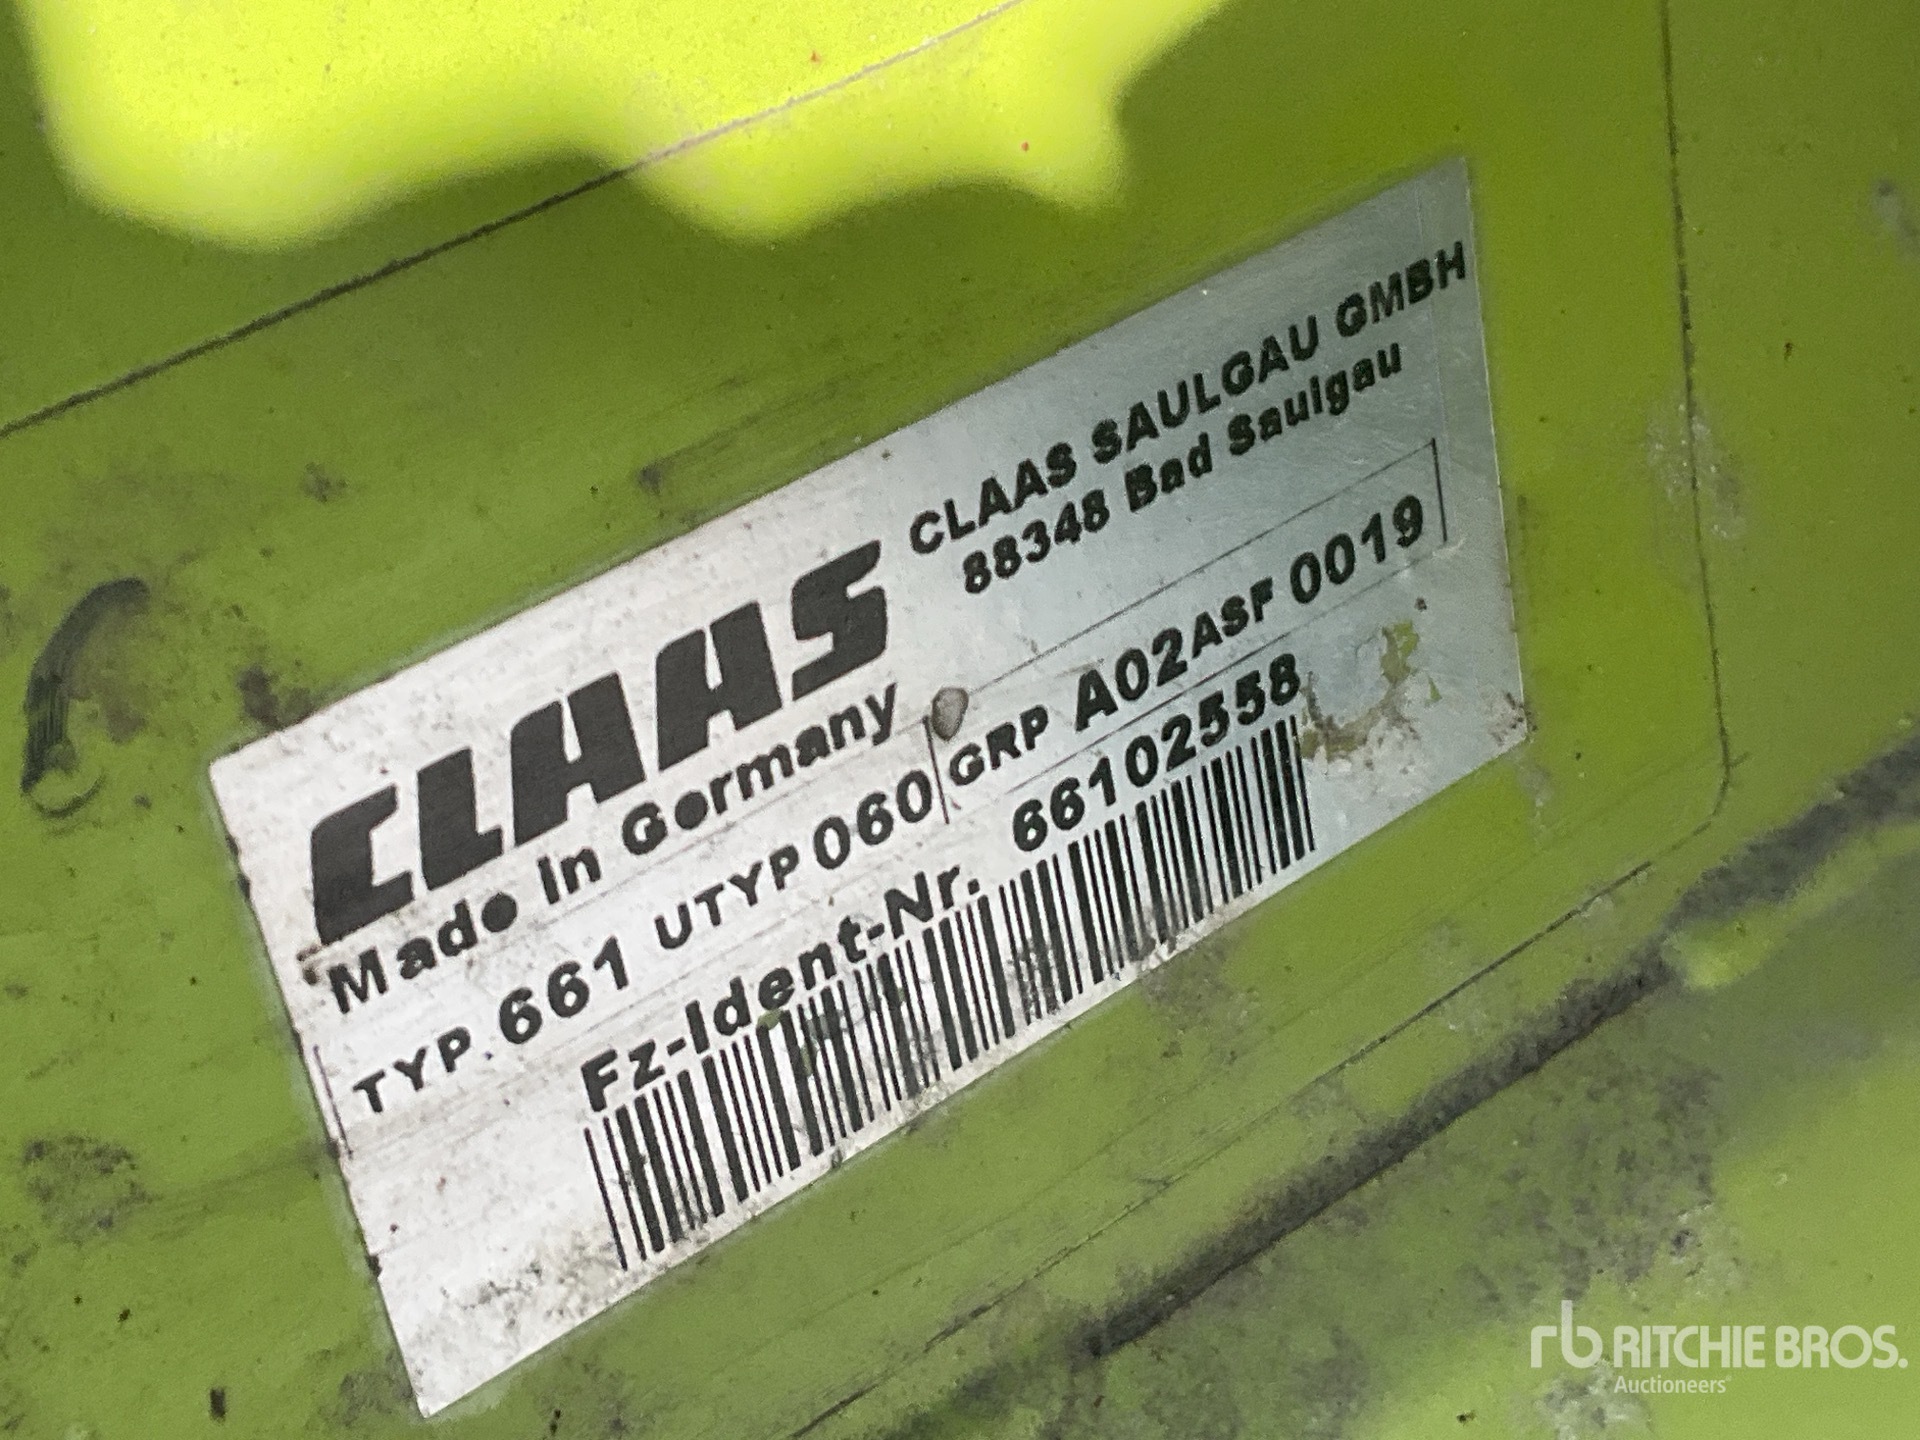 CLAAS
CLAAS SAULGAU GMBH
88348 Bad Saulgau
Made in Germany
TYP. 661 UTYP 060 GRP A02ASF 0019
Fz-Ident-Nr. 66102558
rb RITCHIE BROS.
Auctioneers